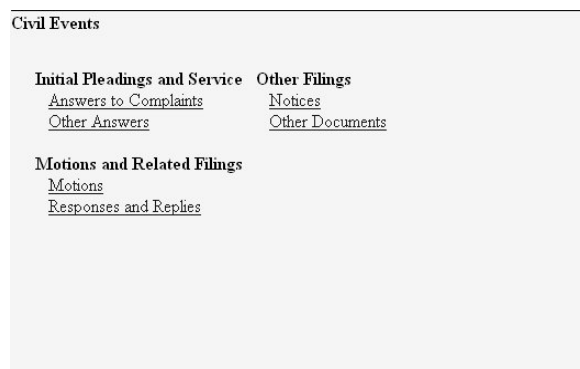 Civil Events
Initial Pleadings and Service
Answers to Complaints
Other Answers
Motions and Related Filings
Motions
Responses and Replies
Other Filings
Notices
Other Documents